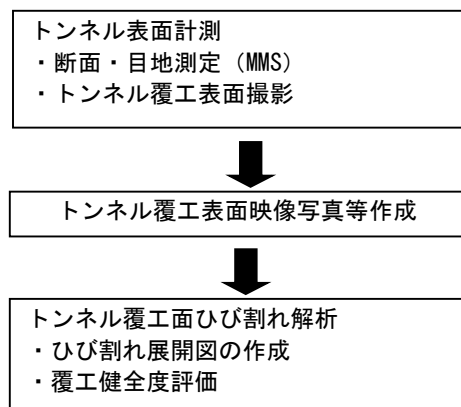 トンネル表面計測
・断面・目地測定（MMS）
・トンネル覆工表面撮影
トンネル覆工表面映像写真等作成
トンネル覆工面ひび割れ解析
・ひび割れ展開図の作成
・覆工健全度評価